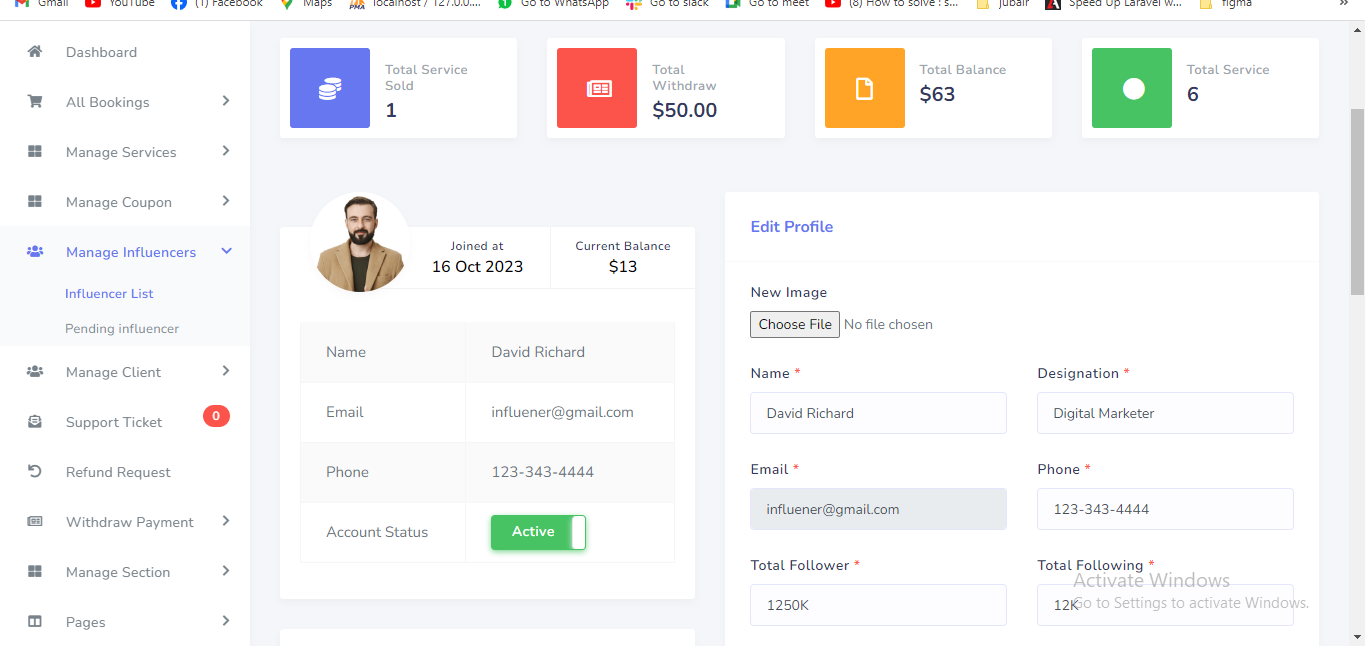 Gmail
YouTube
(1) Facebook
Maps
localhost / 127.0.0....
Go to WhatsApp
Go to slack
Go to meet
(8) How to solve : s...
jubair
Speed Up Laravel w...
figma
»
Dashboard
All Bookings
Manage Services
Manage Coupon
Manage Influencers
Influencer List
Pending influencer
Manage Client
Support Ticket
0
Refund Request
Withdraw Payment
Manage Section
Pages
Total Service
Sold
1
Total
Withdraw
$50.00
Total Balance
$63
Total Service
6
Joined at
16 Oct 2023
Current Balance
$13
Name
David Richard
Email
influener@gmail.com
Phone
123-343-4444
Account Status
Active
Edit Profile
New Image
Choose File No file chosen
Name *
David Richard
Designation *
Digital Marketer
Email *
influener@gmail.com
Phone *
123-343-4444
Total Follower *
1250K
Total Following *
12K
Activate Windows
Go to Settings to activate Windows.